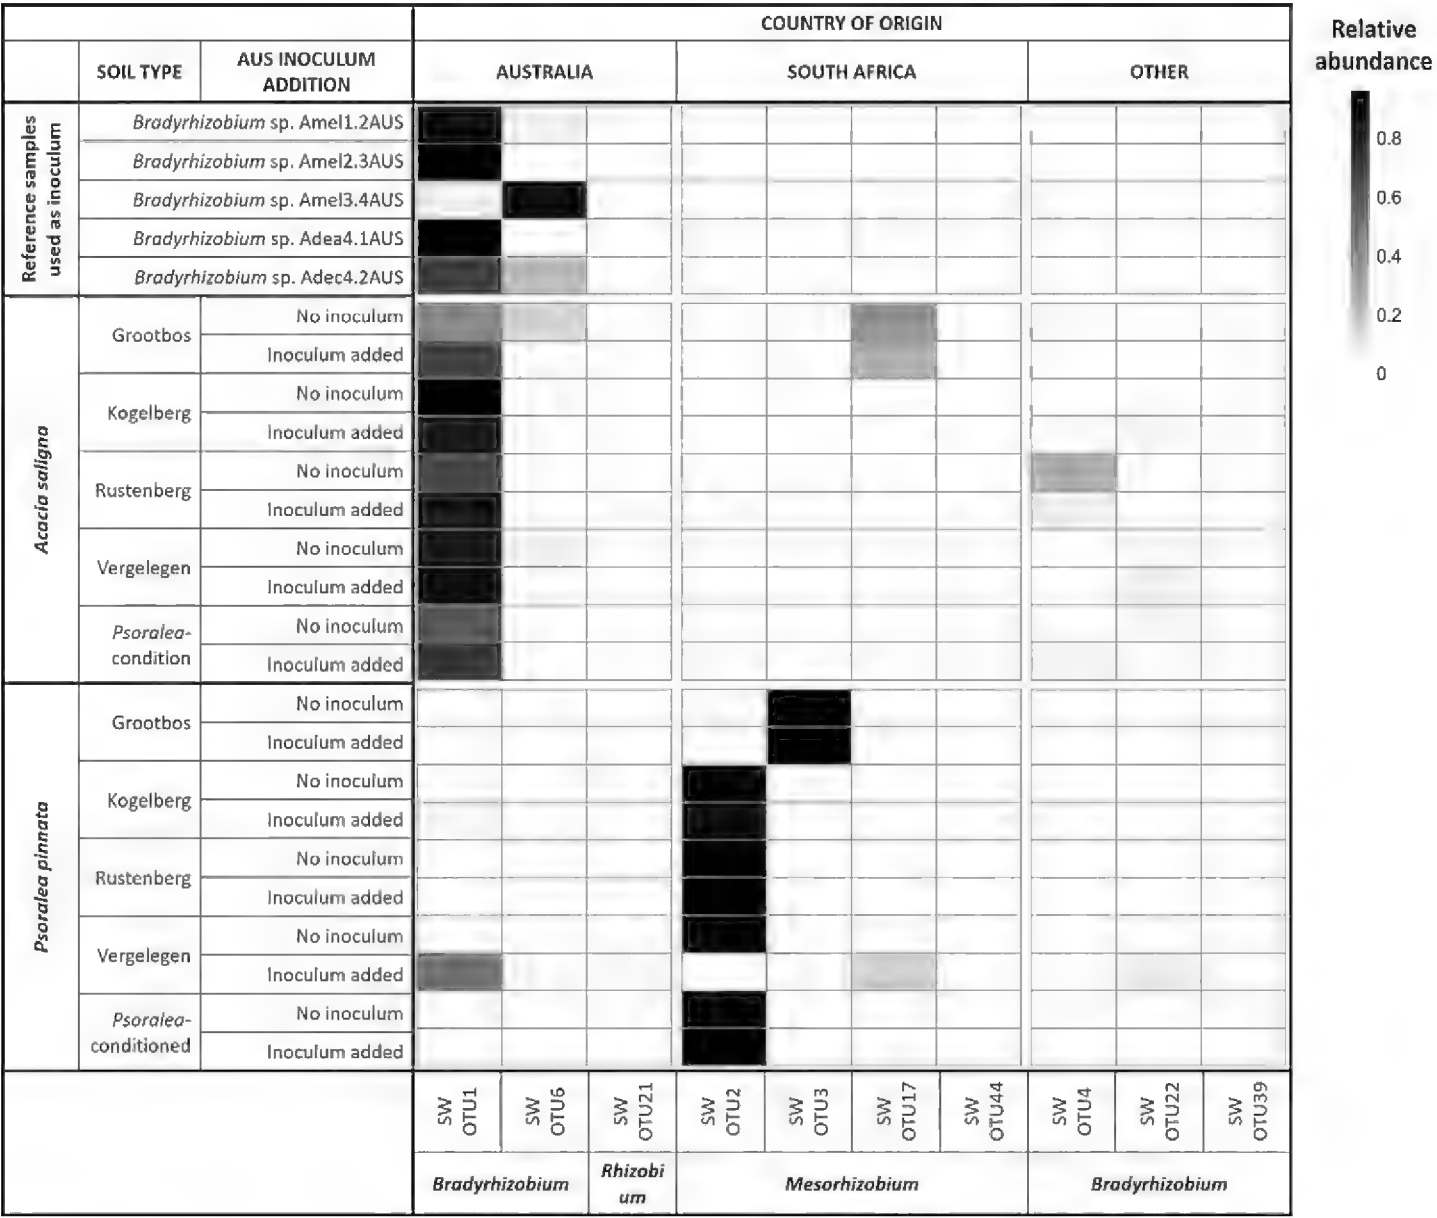 COUNTRY OF ORIGIN
SOIL TYPE
AUS INOCULUM
ADDITION
AUSTRALIA
SOUTH AFRICA
OTHER
Relative
abundance
0.8
0.6
0.4
0.2
0
Reference samples
used as inoculum
Bradyrhizobium sp. Amel1.2AUS
Bradyrhizobium sp. Amel2.3AUS
Bradyrhizobium sp. Amel3.4AUS
Bradyrhizobium sp. Adea4.1AUS
Bradyrhizobium sp. Adec4.2AUS
Acacia saligna
Grootbos
No inoculum
Inoculum added
Kogelberg
No inoculum
Inoculum added
Rustenberg
No inoculum
Inoculum added
Vergelegen
No inoculum
Inoculum added
Psoralea-
condition
No inoculum
Inoculum added
Psoralea pinnata
Grootbos
No inoculum
Inoculum added
Kogelberg
No inoculum
Inoculum added
Rustenberg
No inoculum
Inoculum added
Vergelegen
No inoculum
Inoculum added
Psoralea-
conditioned
No inoculum
Inoculum added
SW
OTU1
SW
OTU6
SW
OTU21
SW
OTU2
SW
OTU3
SW
OTU17
SW
OTU44
SW
OTU4
SW
OTU22
SW
OTU39
Bradyrhizobium
Rhizobi
um
Mesorhizobium
Bradyrhizobium